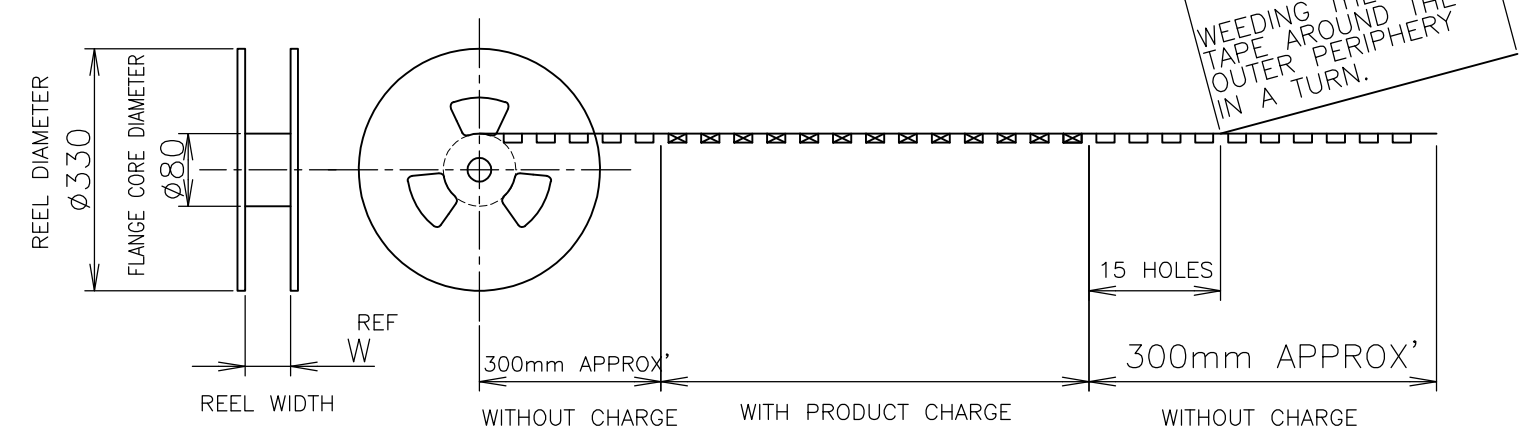 WEEDING THE
TAPE AROUND THE
OUTER PERIPHERY
IN A TURN.
REEL DIAMETER
ø330
FLANGE CORE DIAMETER
ø80
15 HOLES
REF
W
300mm APPROX'
300mm APPROX'
REEL WIDTH
WITHOUT CHARGE
WITH PRODUCT CHARGE
WITHOUT CHARGE